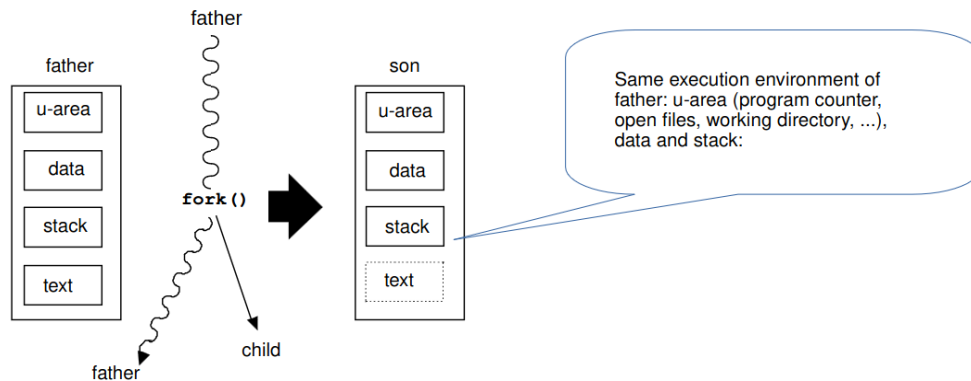 father
father
u-area
data
stack
text
fork()
father
child
son
u-area
data
stack
text
Same execution environment of
father: u-area (program counter,
open files, working directory, ...),
data and stack: